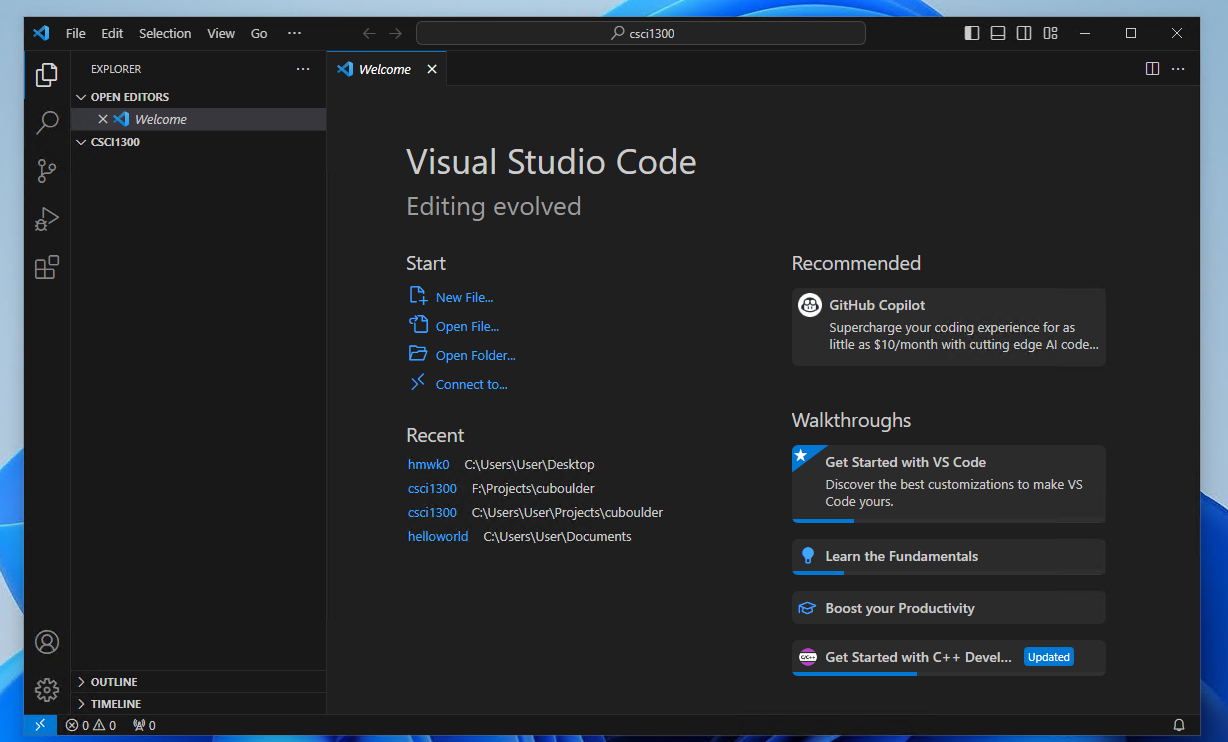 File Edit Selection View Go ··· csci1300
EXPLORER ···
OPEN EDITORS
Welcome
CSCI1300
OUTLINE
TIMELINE
Welcome
Visual Studio Code
Editing evolved
Start
New File...
Open File...
Open Folder...
Connect to...
Recent
hmwk0 C:\Users\User\Desktop
csci1300 F:\Projects\cuboulder
csci1300 C:\Users\User\Projects\cuboulder
helloworld C:\Users\User\Documents
Recommended
GitHub Copilot
Supercharge your coding experience for as
little as $10/month with cutting edge AI code...
Walkthroughs
Get Started with VS Code
Discover the best customizations to make VS
Code yours.
Learn the Fundamentals
Boost your Productivity
C/C++ Get Started with C++ Devel... Updated
0 0 0